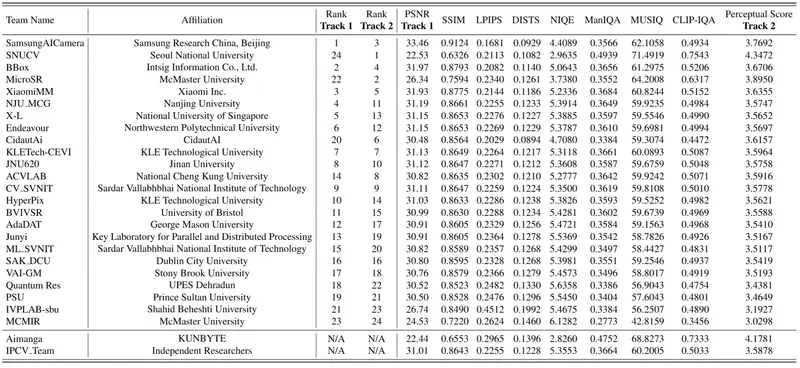 Team Name Affiliation Rank Track 1 Rank Track 2 PSNR Track 1 SSIM LPIPS DISTS NIQE ManIQA MUSIQ CLIP-IQA Perceptual Score Track 2
SamsungAICamera Samsung Research China, Beijing 1 3 33.46 0.9124 0.1681 0.0929 4.4089 0.3566 62.1058 0.4934 3.7692
SNUCV Seoul National University 24 1 22.53 0.6326 0.2113 0.1082 2.9635 0.4939 71.4919 0.7543 4.3472
BBox Intsig Information Co., Ltd. 2 4 31.97 0.8793 0.2082 0.1140 5.0643 0.3656 61.2975 0.5206 3.6706
MicroSR McMaster University 22 2 26.34 0.7594 0.2340 0.1261 3.7380 0.3552 64.2008 0.6317 3.8950
XiaomiMM Xiaomi Inc. 3 5 31.93 0.8775 0.2144 0.1186 5.2336 0.3684 60.8244 0.5152 3.6355
NJU_MCG Nanjing University 4 11 31.19 0.8661 0.2255 0.1233 5.3914 0.3649 59.9235 0.4984 3.5747
X-L National University of Singapore 5 13 31.15 0.8653 0.2276 0.1227 5.3885 0.3597 59.5546 0.4990 3.5652
Endeavour Northwestern Polytechnical University 6 12 31.15 0.8653 0.2269 0.1229 5.3787 0.3610 59.6981 0.4994 3.5697
CidautAi CidautAI 20 6 30.48 0.8564 0.2029 0.0894 4.7080 0.3384 59.3074 0.4472 3.6157
KLETech-CEVI KLE Technological University 7 7 31.13 0.8649 0.2264 0.1217 5.3118 0.3661 60.0893 0.5087 3.5964
JNU620 Jinan University 8 10 31.12 0.8647 0.2271 0.1212 5.3608 0.3587 59.6759 0.5048 3.5758
ACVLAB National Cheng Kung University 14 8 30.82 0.8635 0.2302 0.1210 5.2777 0.3642 59.9242 0.5071 3.5916
CV_SVNIT Sardar Vallabhbhai National Institute of Technology 9 9 31.11 0.8647 0.2259 0.1224 5.3500 0.3619 59.8108 0.5010 3.5778
HyperPix KLE Technological University 10 14 31.03 0.8633 0.2286 0.1238 5.3826 0.3593 59.5252 0.4982 3.5621
BVIVSR University of Bristol 11 15 30.99 0.8630 0.2288 0.1234 5.4281 0.3602 59.6739 0.4969 3.5588
AdaDAT George Mason University 12 17 30.91 0.8605 0.2329 0.1256 5.4721 0.3584 59.1563 0.4968 3.5410
Junyi Key Laboratory for Parallel and Distributed Processing 13 19 30.91 0.8605 0.2364 0.1278 5.5369 0.3542 58.7826 0.4926 3.5167
ML_SVNIT Sardar Vallabhbhai National Institute of Technology 15 20 30.82 0.8589 0.2357 0.1268 5.4299 0.3497 58.4427 0.4831 3.5117
SAK_DCU Dublin City University 16 16 30.80 0.8595 0.2328 0.1268 5.3981 0.3551 59.2546 0.4937 3.5419
VAI-GM Stony Brook University 17 18 30.76 0.8579 0.2366 0.1279 5.4573 0.3496 58.8017 0.4919 3.5193
Quantum Res UPES Dehradun 18 22 30.52 0.8523 0.2482 0.1330 5.6358 0.3386 56.9043 0.4754 3.4381
PSU Prince Sultan University 19 21 30.50 0.8528 0.2476 0.1296 5.5450 0.3404 57.6043 0.4801 3.4649
IVPLAB-sbu Shahid Beheshti University 21 23 26.74 0.8490 0.4512 0.1992 5.4675 0.3384 56.2507 0.4890 3.1927
MCMIR McMaster University 23 24 24.53 0.7220 0.2624 0.1460 6.1282 0.2773 42.8159 0.3456 3.0298
Aimanga KUNBYTE N/A N/A 22.44 0.6553 0.2965 0.1396 2.8260 0.4752 68.8273 0.7333 4.1781
IPCV_Team Independent Researchers N/A N/A 31.01 0.8643 0.2255 0.1228 5.3553 0.3664 60.2005 0.5033 3.5878